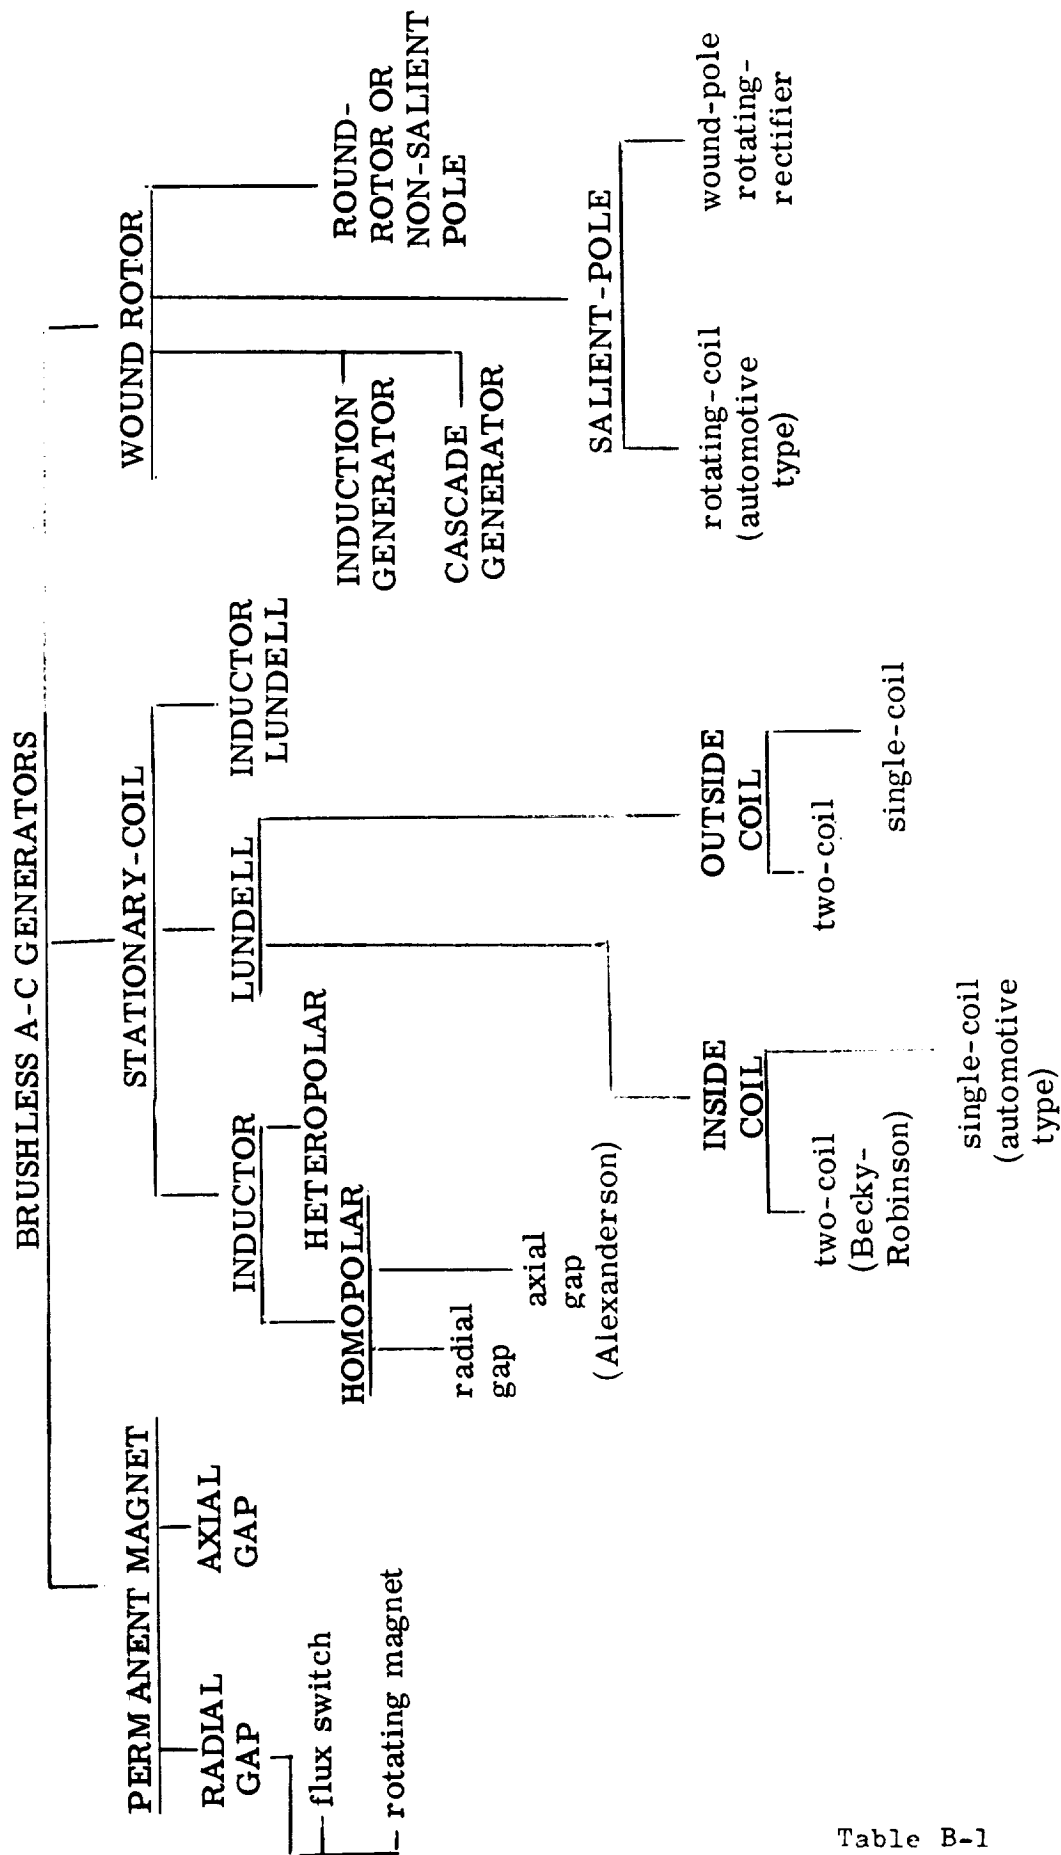 BRUSHLESS A-C GENERATORS
PERMANENT MAGNET
RADIAL
GAP
flux switch
rotating magnet
AXIAL
GAP
STATIONARY-COIL
INDUCTOR
HOMOPOLAR
radial
gap
axial
gap
(Alexanderson)
HETEROPOLAR
LUNDELL
INSIDE
COIL
two-coil
(Becky-
Robinson)
single-coil
(automotive
type)
OUTSIDE
COIL
two-coil
single-coil
INDUCTOR
LUNDELL
WOUND ROTOR
INDUCTION
GENERATOR
CASCADE
GENERATOR
SALIENT-POLE
rotating-coil
(automotive
type)
wound-pole
rotating-
rectifier
ROUND-
ROTOR OR
NON-SALIENT
POLE
Table B-1